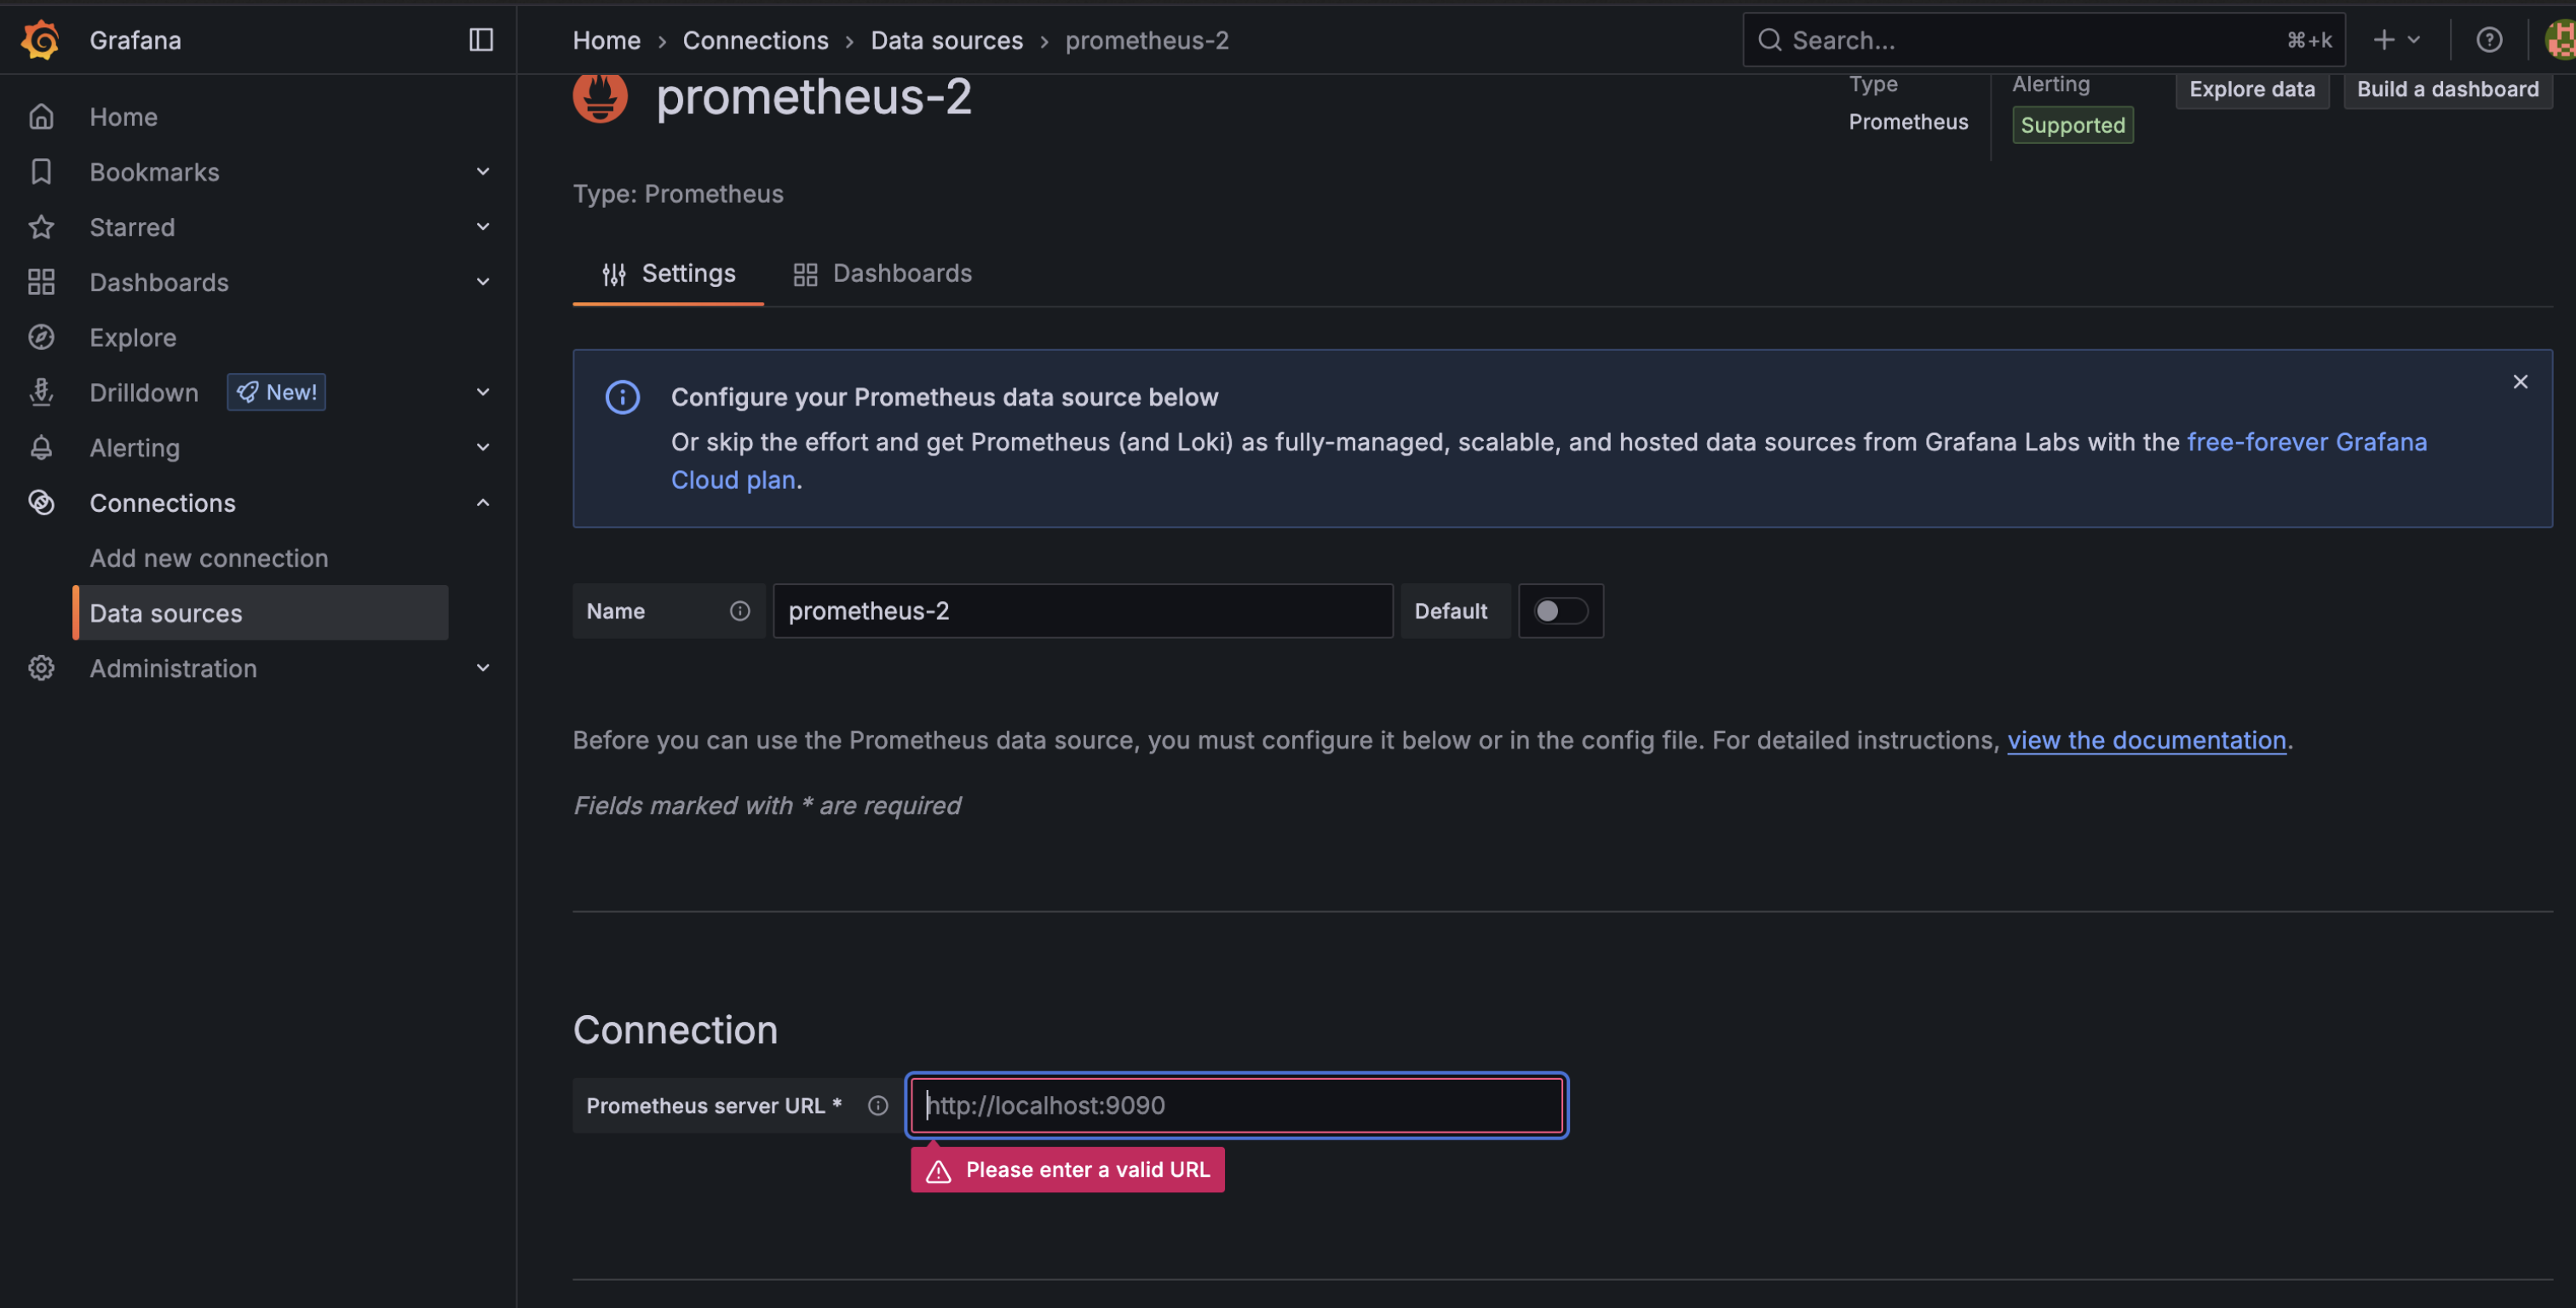 Grafana
Home › Connections › Data sources › prometheus-2
Search...
⌘+k
Home
Bookmarks
Starred
Dashboards
Explore
Drilldown
New!
Alerting
Connections
Add new connection
Data sources
Administration
prometheus-2
Type
Prometheus
Alerting
Supported
Explore data
Build a dashboard
Type: Prometheus
Settings
Dashboards
Configure your Prometheus data source below
Or skip the effort and get Prometheus (and Loki) as fully-managed, scalable, and hosted data sources from Grafana Labs with the free-forever Grafana
Cloud plan.
Name
prometheus-2
Default
Before you can use the Prometheus data source, you must configure it below or in the config file. For detailed instructions, view the documentation.
Fields marked with * are required
Connection
Prometheus server URL *
http://localhost:9090
Please enter a valid URL